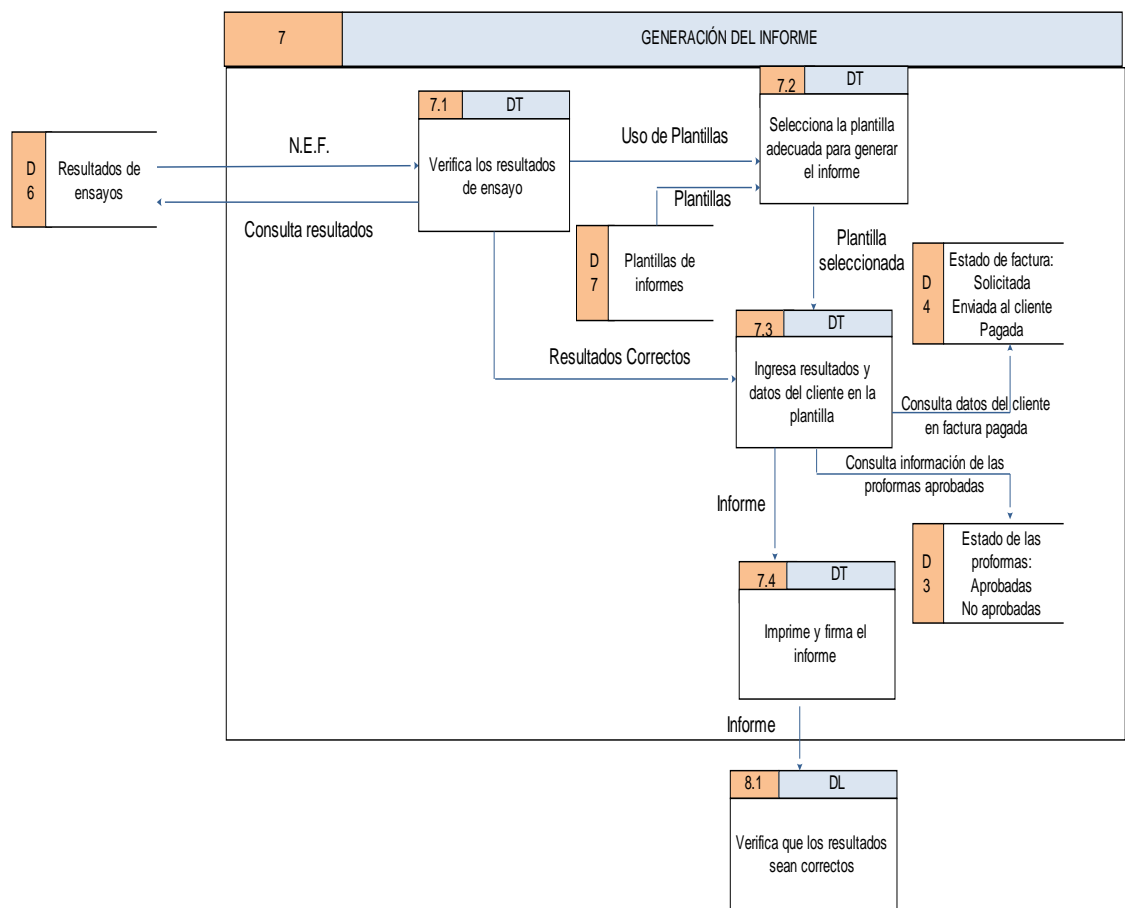 7
GENERACIÓN DEL INFORME
7.1
DT
Verifica los resultados
de ensayo
7.2
DT
Selecciona la plantilla
adecuada para generar
el informe
N.E.F.
Uso de Plantillas
D
6
Resultados de
ensayos
Consulta resultados
Plantillas
D
7
Plantillas de
informes
Plantilla
seleccionada
D
4
Estado de factura:
Solicitada
Enviada al cliente
Pagada
7.3
DT
Ingresa resultados y
datos del cliente en la
plantilla
Resultados Correctos
Consulta datos del cliente
en factura pagada
Consulta información de las
proformas aprobadas
Informe
D
3
Estado de las
proformas:
Aprobadas
No aprobadas
7.4
DT
Imprime y firma el
informe
Informe
8.1
DL
Verifica que los resultados
sean correctos